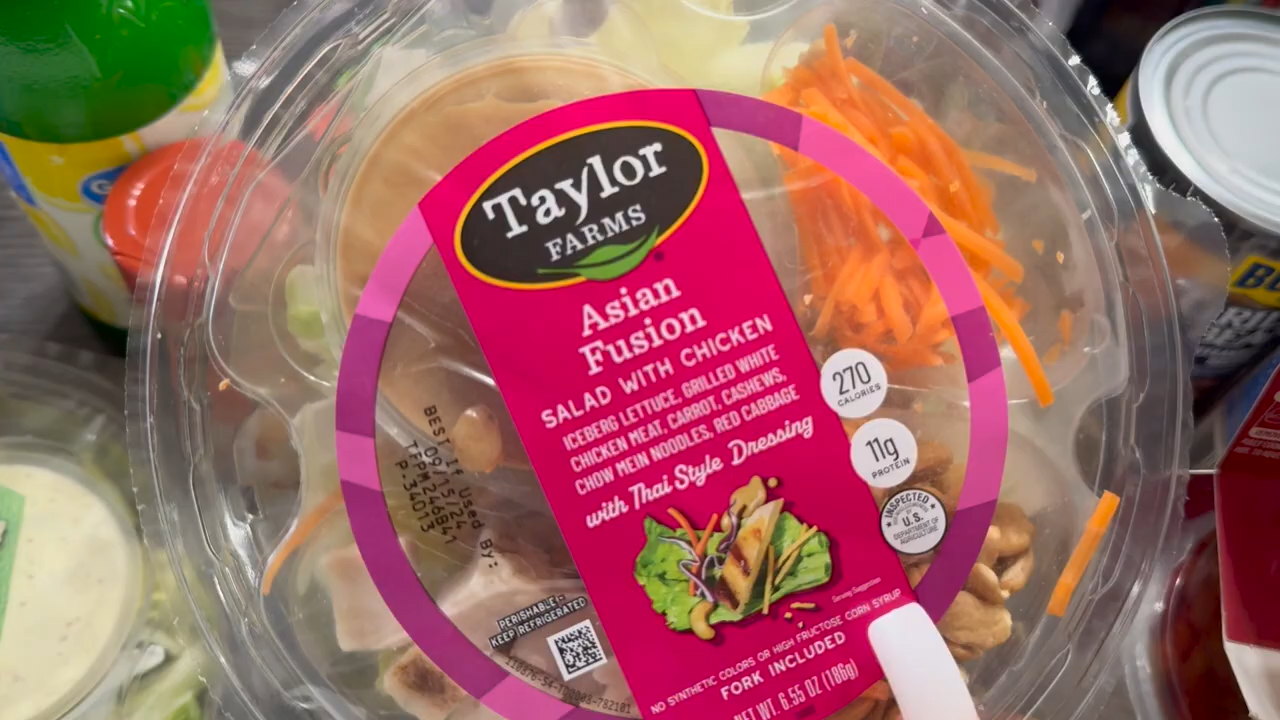 Taylor
FARMS
Asian
Fusion
SALAD WITH CHICKEN
ICEBERG LETTUCE, GRILLED WHITE
CHICKEN MEAT, CARROT, CASHEWS,
CHOW MEIN NOODLES, RED CABBAGE
with Thai Style Dressing
270
CALORIES
11g
PROTEIN
INSPECTED
U.S.
DEPARTMENT OF
AGRICULTURE
BEST If Used By:
09/15/24
TFPM246B41
P.34013
PERISHABLE -
KEEP REFRIGERATED
Serving Suggestion
NO SYNTHETIC COLORS OR HIGH FRUCTOSE CORN SYRUP
FORK INCLUDED
NET WT. 6.55 OZ (186g)